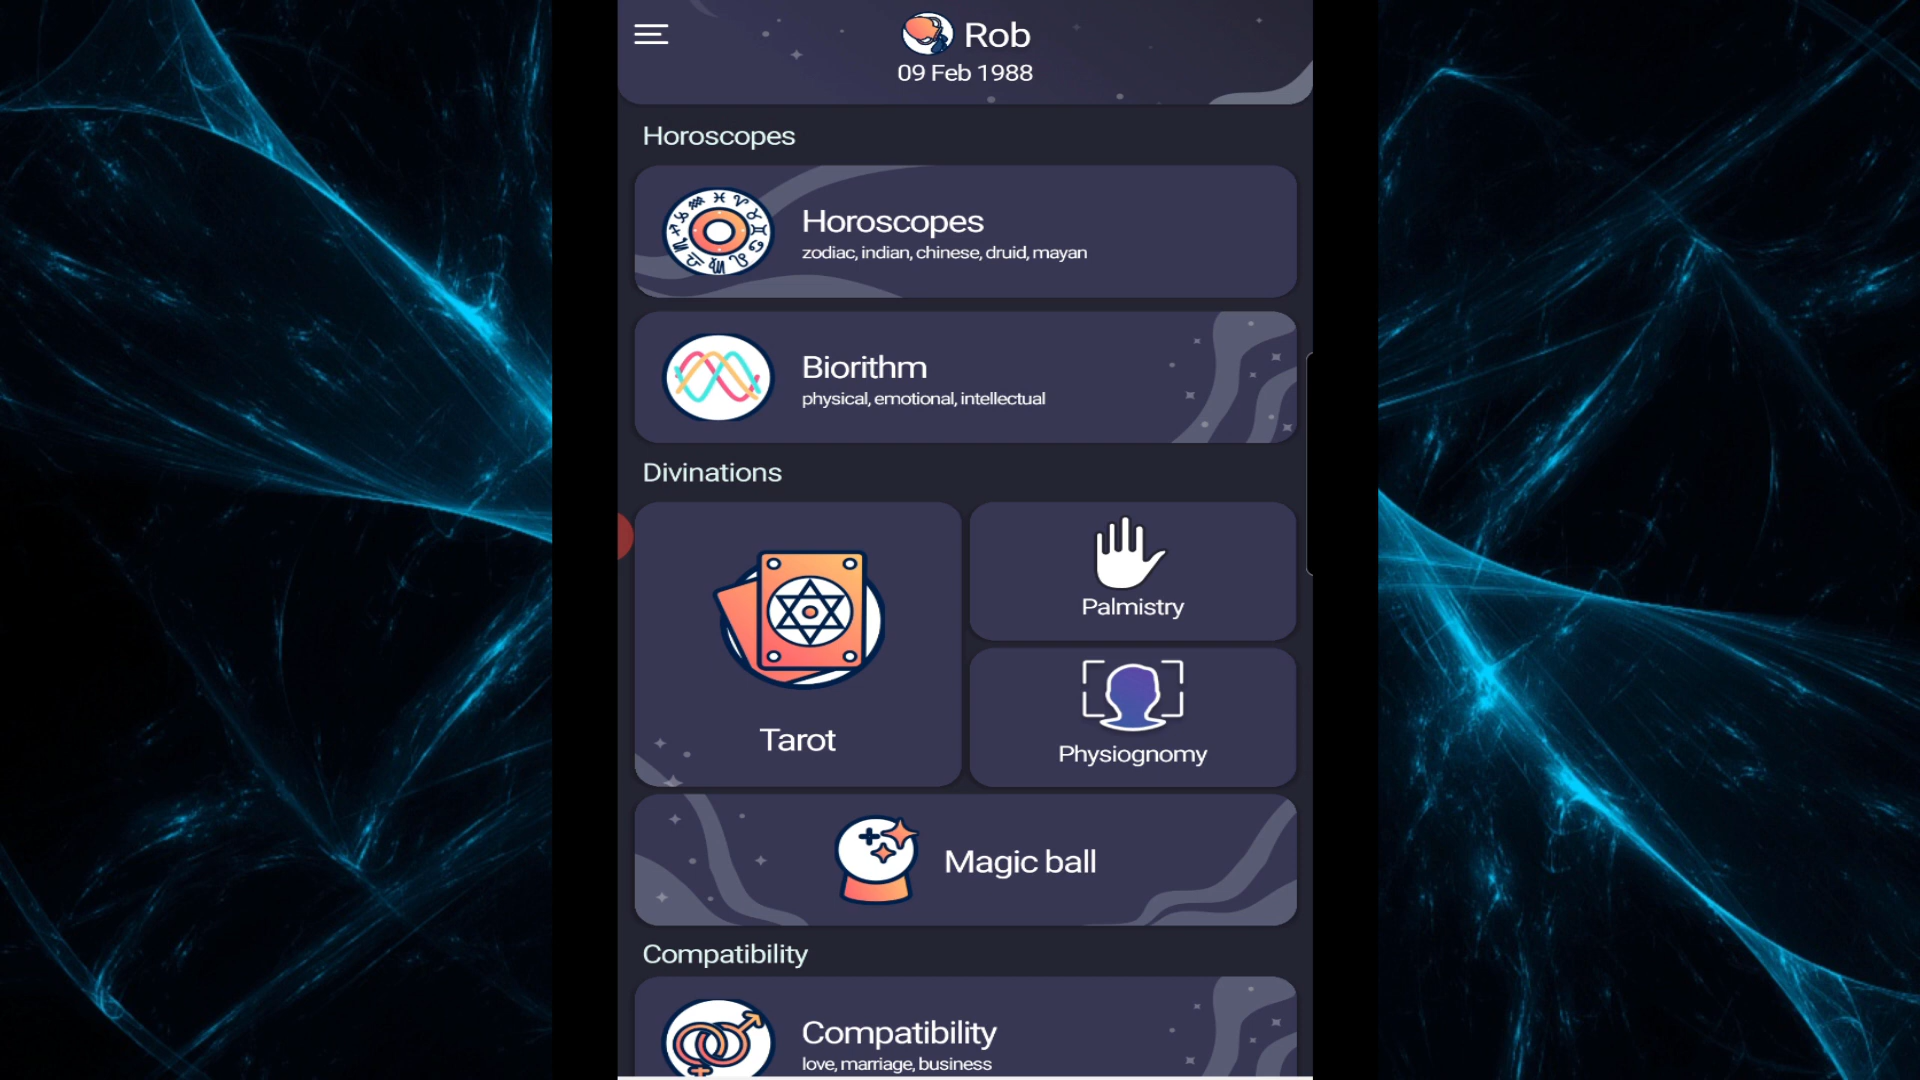 Rob
09 Feb 1988
Horoscopes
Horoscopes
zodiac, indian, chinese, druid, mayan
Biorithm
physical, emotional, intellectual
Divinations
Tarot
Palmistry
Physiognomy
Magic ball
Compatibility
Compatibility
love, marriage, business